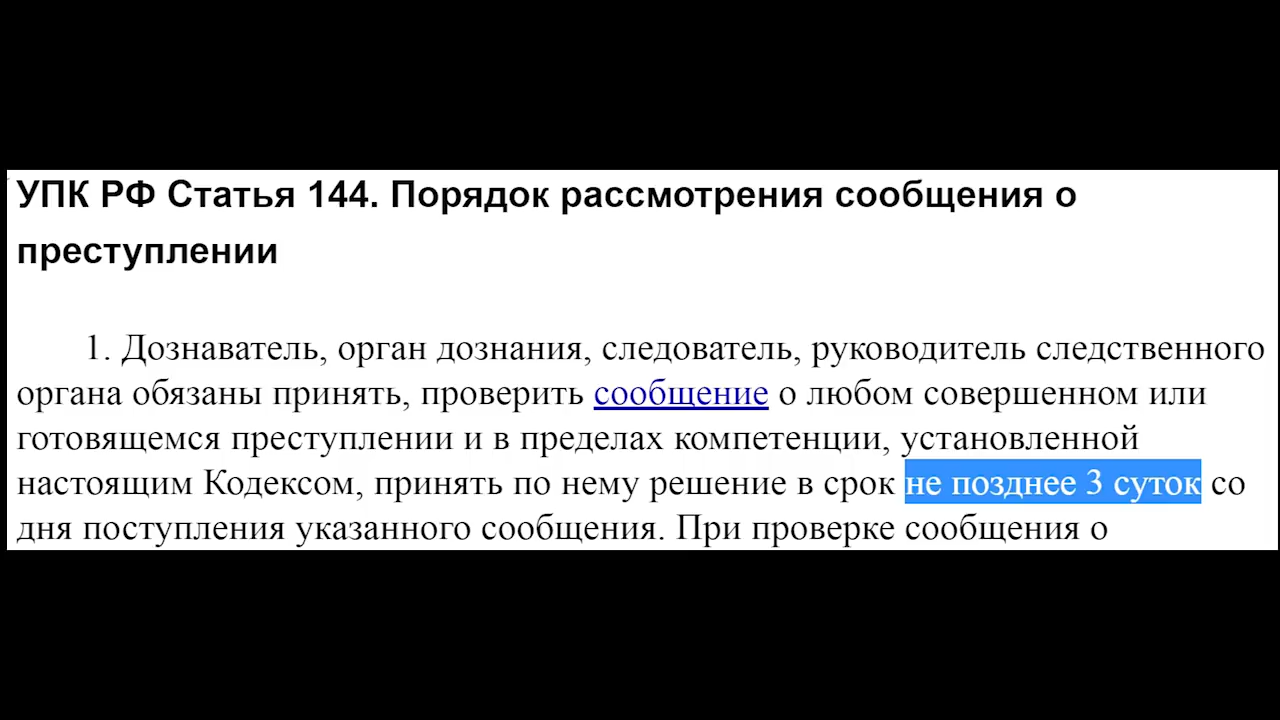 УПК РФ Статья 144. Порядок рассмотрения сообщения о
преступлении
1. Дознаватель, орган дознания, следователь, руководитель следственного
органа обязаны принять, проверить сообщение о любом совершенном или
готовящемся преступлении и в пределах компетенции, установленной
настоящим Кодексом, принять по нему решение в срок не позднее 3 суток со
дня поступления указанного сообщения. При проверке сообщения о